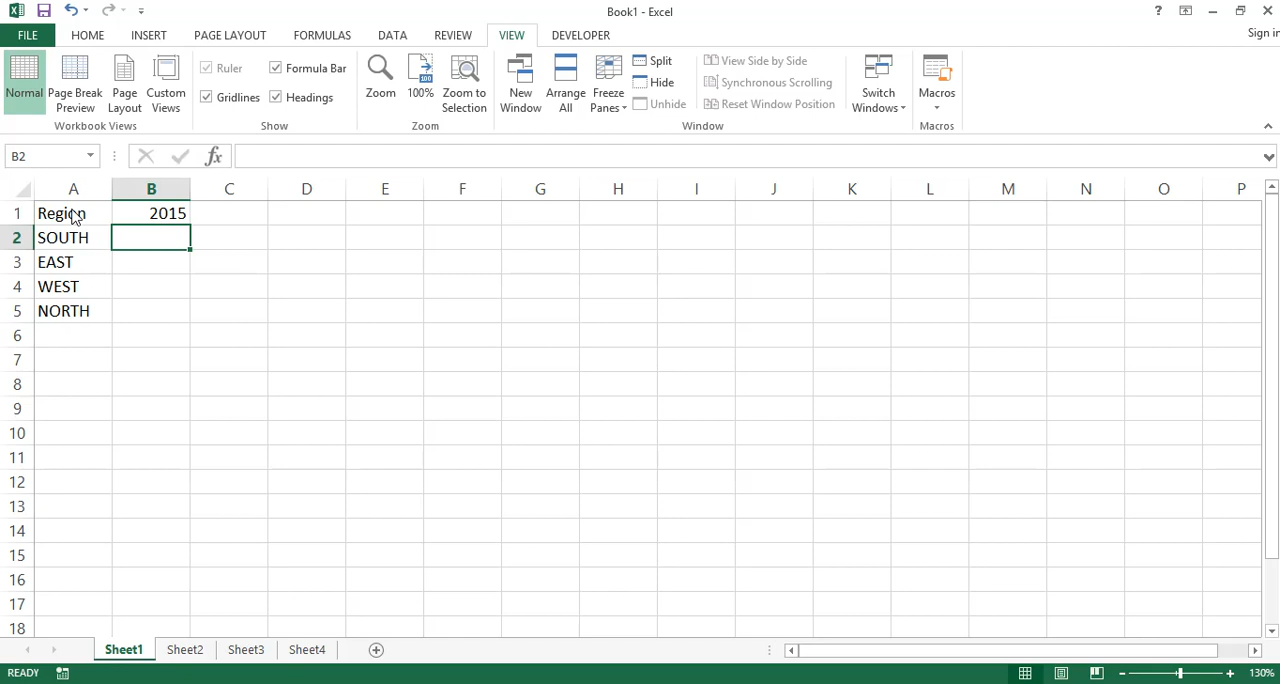 Book1 - Excel
?
FILE HOME INSERT PAGE LAYOUT FORMULAS DATA REVIEW VIEW DEVELOPER Sign in
Normal Page Break Preview Page Layout Custom Views
Ruler Formula Bar
Gridlines Headings
Zoom 100% Zoom to Selection
New Window Arrange All Freeze Panes
Split
Hide
Unhide
View Side by Side
Synchronous Scrolling
Reset Window Position
Switch Windows
Macros
Workbook Views Show Zoom Window Macros
B2 fx
A B C D E F G H I J K L M N O P
1 Region 2015
2 SOUTH
3 EAST
4 WEST
5 NORTH
6
7
8
9
10
11
12
13
14
15
16
17
18
Sheet1 Sheet2 Sheet3 Sheet4
READY 130%